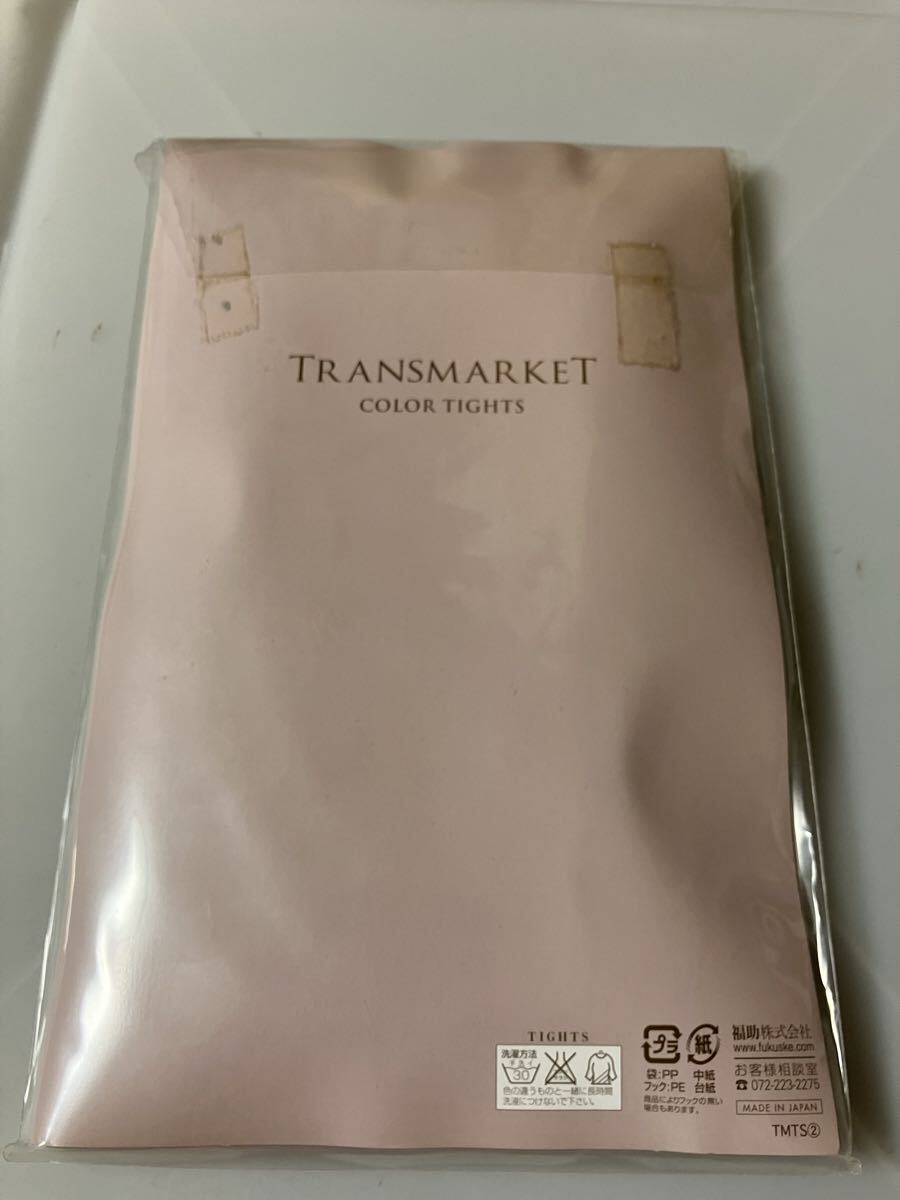 TRANSMARKET
COLOR TIGHTS
TIGHTS
洗濯方法
手洗イ
30
色の違うものと一緒に長時間
洗液につけないで下さい。
プラ
紙
袋:PP 中紙
フック:PE 台紙
商品によりフックの無い
場合もあります。
福助株式会社
www.fukuske.com
お客様相談室
☎072-223-2275
MADE IN JAPAN
TMTS②